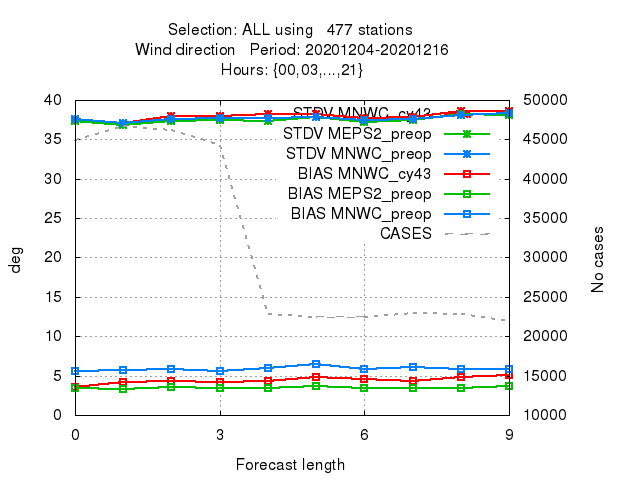 Selection: ALL using 477 stations
Wind direction Period: 20201204-20201216
Hours: {00,03,...,21}
40 50000
STDV MNWC_cy43
35 45000
STDV MEPS2_preop
STDV MNWC_preop
30 40000
BIAS MNWC_cy43
BIAS MEPS2_preop
25 35000
BIAS MNWC_preop
CASES
20 30000
15 25000
10 20000
5 15000
0 10000
deg
No cases
0 3 6 9
Forecast length